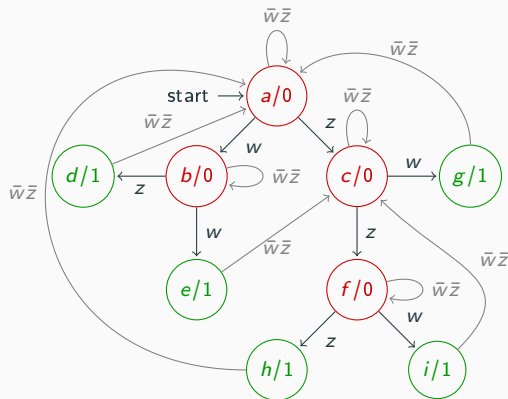 w̄z̄
w̄z̄
start
a/0
w̄z̄
w̄z̄
z
w
w
d/1
b/0
w̄z̄
c/0
g/1
z
w̄z̄
w
z
w̄z̄
w̄z̄
e/1
f/0
w̄z̄
z
w
h/1
i/1